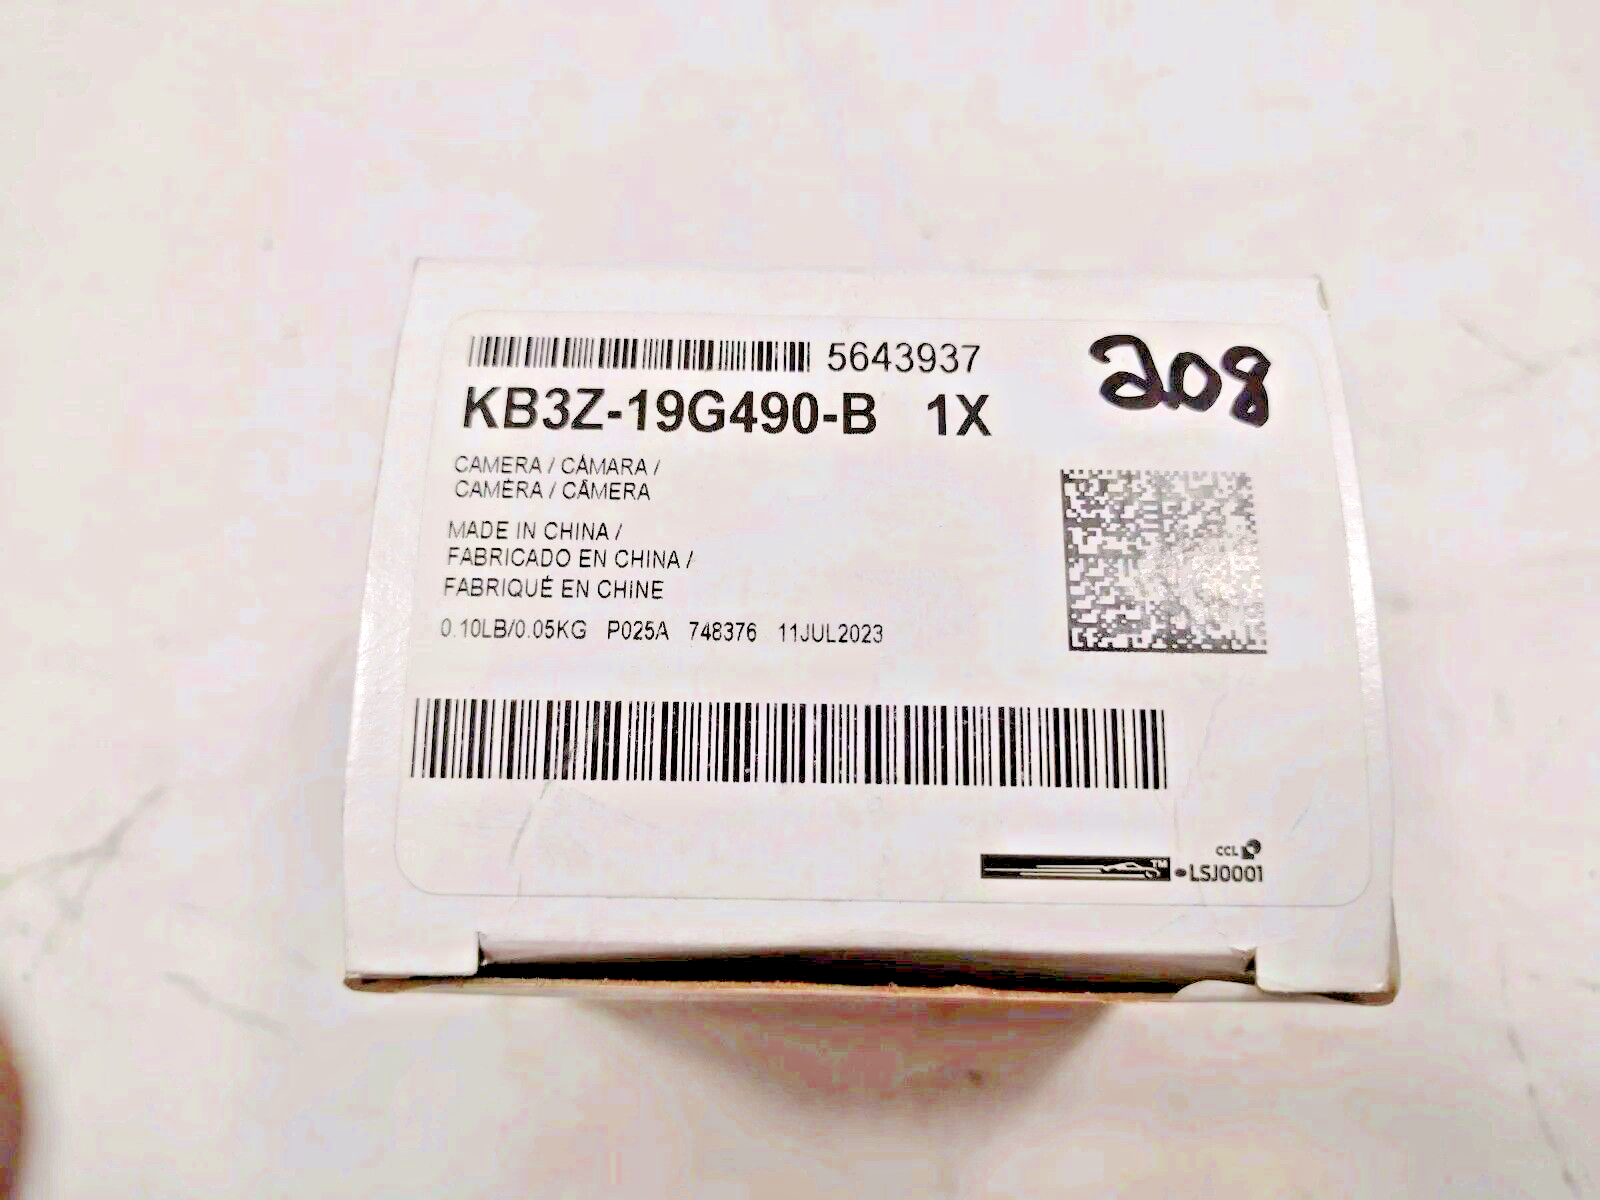 5643937
208
KB3Z-19G490-B 1X
CAMERA / CÁMARA /
CAMÉRA / CÂMERA
MADE IN CHINA /
FABRICADO EN CHINA /
FABRIQUÉ EN CHINE
0.10LB/0.05KG P025A 748376 11JUL2023
CCL
TM
LSJ0001